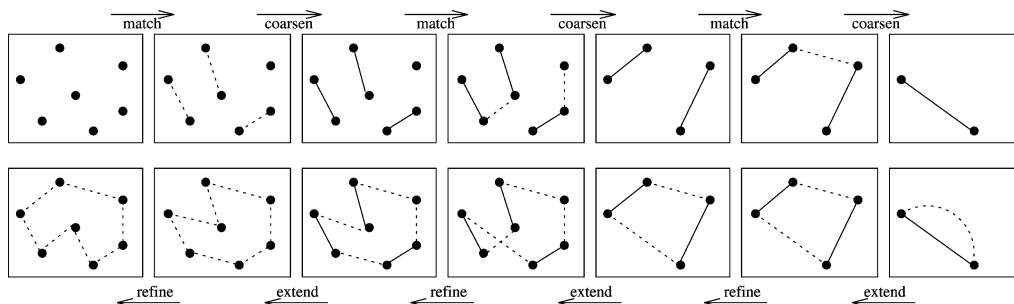 match coarsen match coarsen match coarsen
refine extend refine extend refine extend